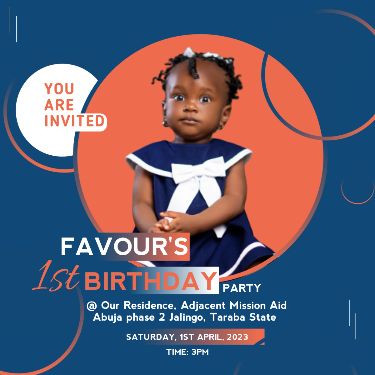 YOU
ARE
INVITED
FAVOUR'S
1st BIRTHDAY PARTY
@ Our Residence, Adjacent Mission Aid
Abuja phase 2 Jalingo, Taraba State
SATURDAY, 1ST APRIL, 2023
TIME: 3PM